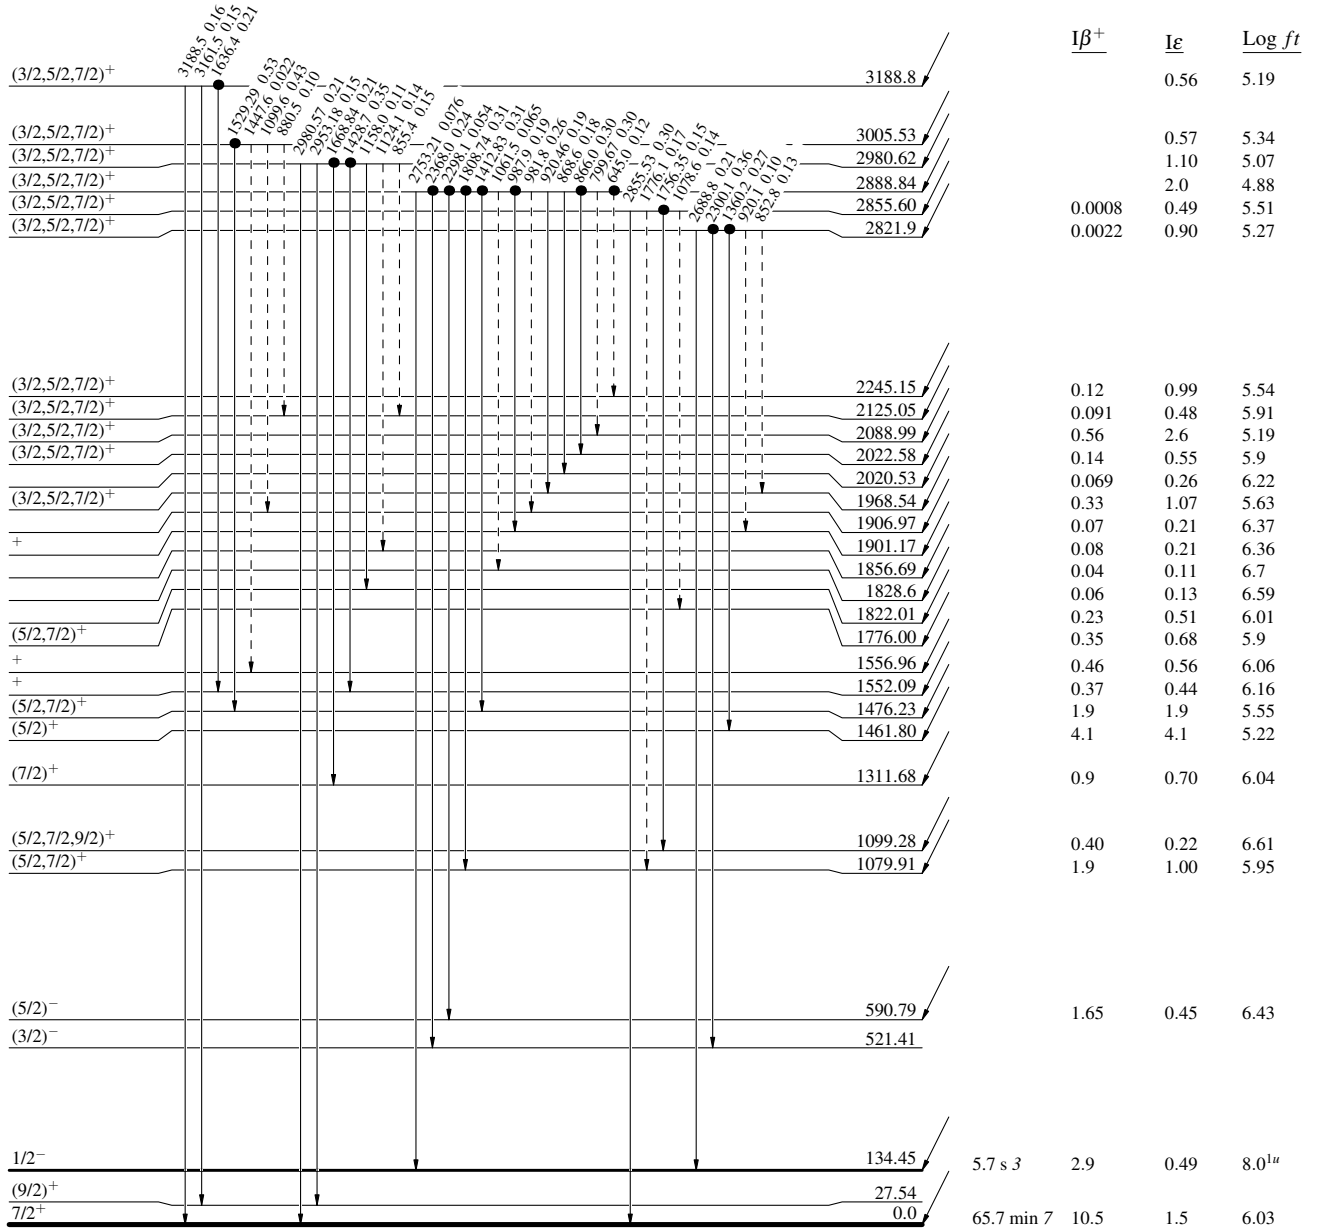 Iβ+ Iε Log ft
3188.5 0.16
3161.5 0.15
1636.4 0.21
(3/2,5/2,7/2)+ 3188.8 0.56 5.19
1529.29 0.53
1447.6 0.022
1099.6 0.43
880.5 0.10
(3/2,5/2,7/2)+ 3005.53 0.57 5.34
2980.57 0.21
2953.18 0.15
1668.84 0.21
1428.7 0.35
1158.0 0.11
1124.1 0.14
855.4 0.15
(3/2,5/2,7/2)+ 2980.62 1.10 5.07
2753.21 0.076
2368.0 0.24
2298.1 0.054
1808.74 0.31
1412.83 0.31
1061.5 0.065
987.9 0.19
981.8 0.26
920.46 0.19
868.6 0.18
866.0 0.30
799.67 0.30
645.0 0.12
(3/2,5/2,7/2)+ 2888.84 2.0 4.88
2855.53 0.30
1776.1 0.17
1756.35 0.15
1078.6 0.14
(3/2,5/2,7/2)+ 2855.60 0.0008 0.49 5.51
2688.8 0.21
2300.1 0.36
1360.2 0.27
920.1 0.10
852.8 0.13
(3/2,5/2,7/2)+ 2821.9 0.0022 0.90 5.27
(3/2,5/2,7/2)+ 2245.15 0.12 0.99 5.54
(3/2,5/2,7/2)+ 2125.05 0.091 0.48 5.91
(3/2,5/2,7/2)+ 2088.99 0.56 2.6 5.19
(3/2,5/2,7/2)+ 2022.58 0.14 0.55 5.9
2020.53 0.069 0.26 6.22
(3/2,5/2,7/2)+ 1968.54 0.33 1.07 5.63
1906.97 0.07 0.21 6.37
+ 1901.17 0.08 0.21 6.36
1856.69 0.04 0.11 6.7
1828.6 0.06 0.13 6.59
1822.01 0.23 0.51 6.01
(5/2,7/2)+ 1776.00 0.35 0.68 5.9
+ 1556.96 0.46 0.56 6.06
+ 1552.09 0.37 0.44 6.16
(5/2,7/2)+ 1476.23 1.9 1.9 5.55
(5/2)+ 1461.80 4.1 4.1 5.22
(7/2)+ 1311.68 0.9 0.70 6.04
(5/2,7/2,9/2)+ 1099.28 0.40 0.22 6.61
(5/2,7/2)+ 1079.91 1.9 1.00 5.95
(5/2)− 590.79 1.65 0.45 6.43
(3/2)− 521.41
1/2− 134.45 5.7 s 3 2.9 0.49 8.01u
(9/2)+ 27.54
7/2+ 0.0 65.7 min 7 10.5 1.5 6.03